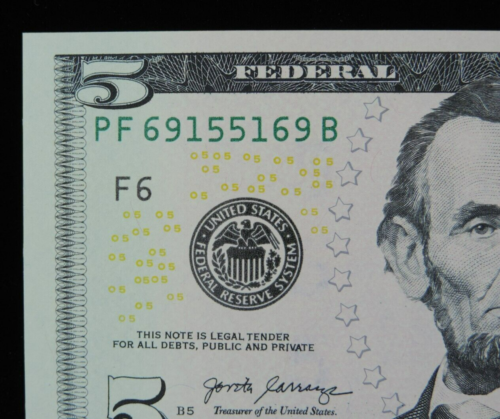 5
FEDERAL
PF 69155169 B
F6
UNITED STATES
FEDERAL RESERVE SYSTEM
THIS NOTE IS LEGAL TENDER
FOR ALL DEBTS, PUBLIC AND PRIVATE
5
B5
Treasurer of the United States.